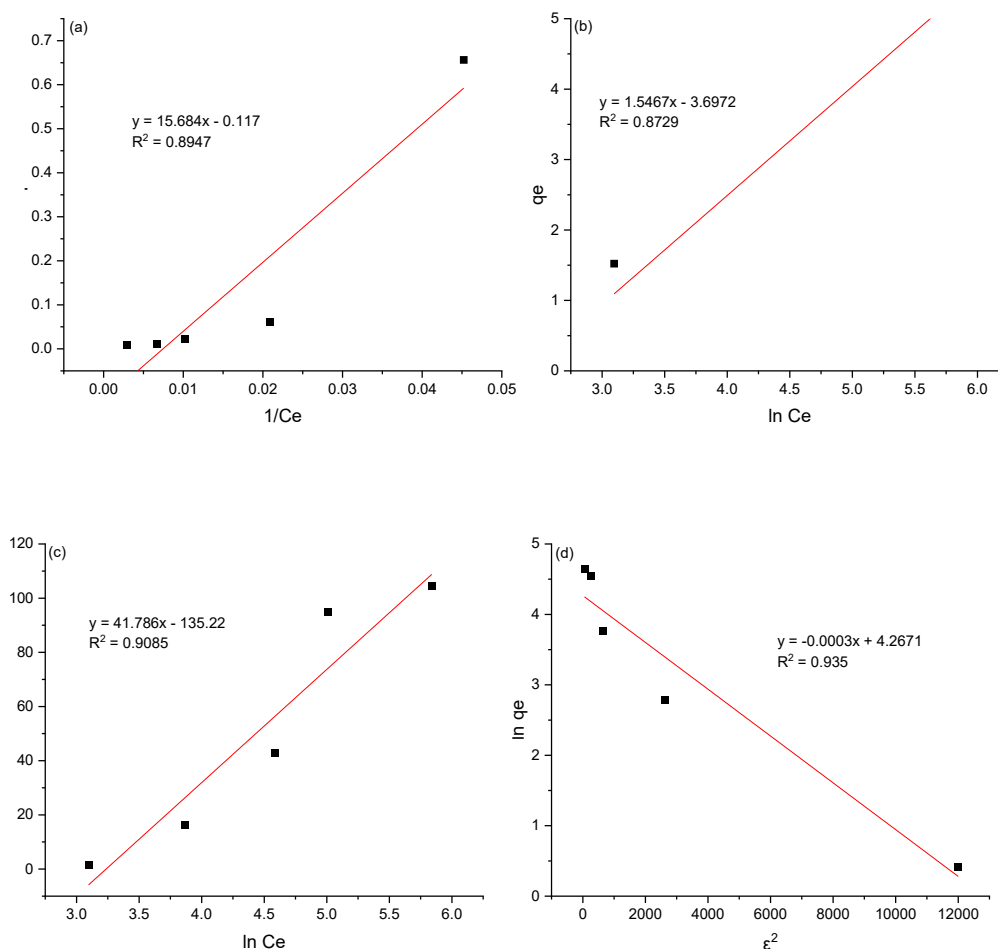 (a)
y = 15.684x - 0.117
R² = 0.8947
0.7
0.6
0.5
0.4
0.3
0.2
0.1
0.0
0.00 0.01 0.02 0.03 0.04 0.05
1/Ce
(b)
y = 1.5467x - 3.6972
R² = 0.8729
qe
5
4
3
2
1
0
3.0 3.5 4.0 4.5 5.0 5.5 6.0
ln Ce
(c)
y = 41.786x - 135.22
R² = 0.9085
120
100
80
60
40
20
0
3.0 3.5 4.0 4.5 5.0 5.5 6.0
ln Ce
(d)
y = -0.0003x + 4.2671
R² = 0.935
ln qe
5
4
3
2
1
0
0 2000 4000 6000 8000 10000 12000
ε²